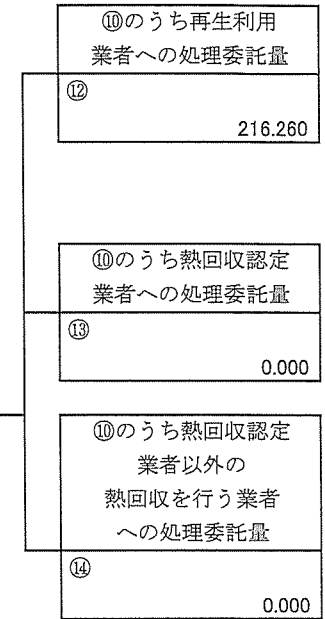 ⑩のうち再生利用
業者への処理委託量
⑫
216.260
⑩のうち熱回収認定
業者への処理委託量
⑬
0.000
⑩のうち熱回収認定
業者以外の
熱回収を行う業者
への処理委託量
⑭
0.000